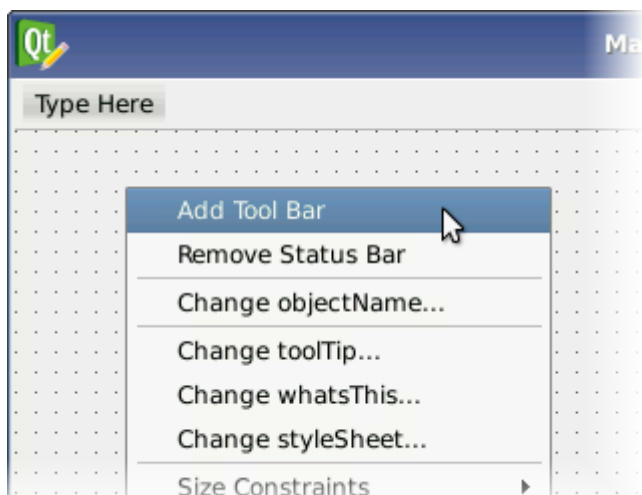 Qt
Ma
Type Here
Add Tool Bar
Remove Status Bar
Change objectName...
Change toolTip...
Change whatsThis...
Change styleSheet...
Size Constraints